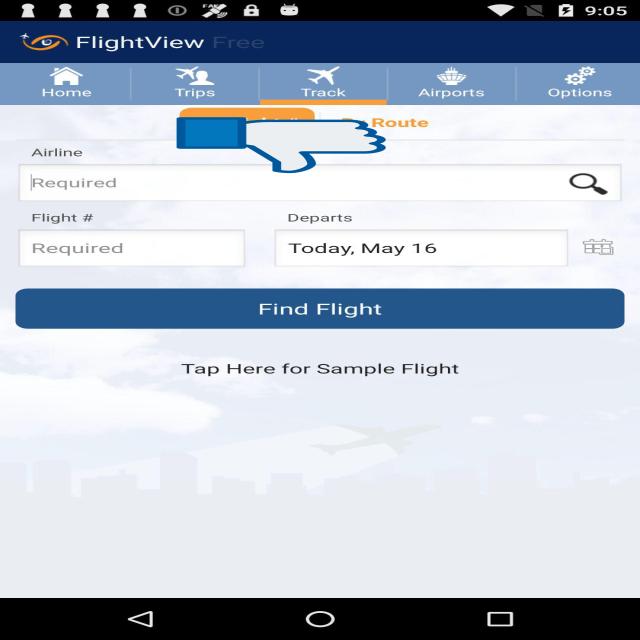 9:05
FlightView Free
Home Trips Track Airports Options
Route
Airline
Required
Flight # Departs
Required Today, May 16
Find Flight
Tap Here for Sample Flight